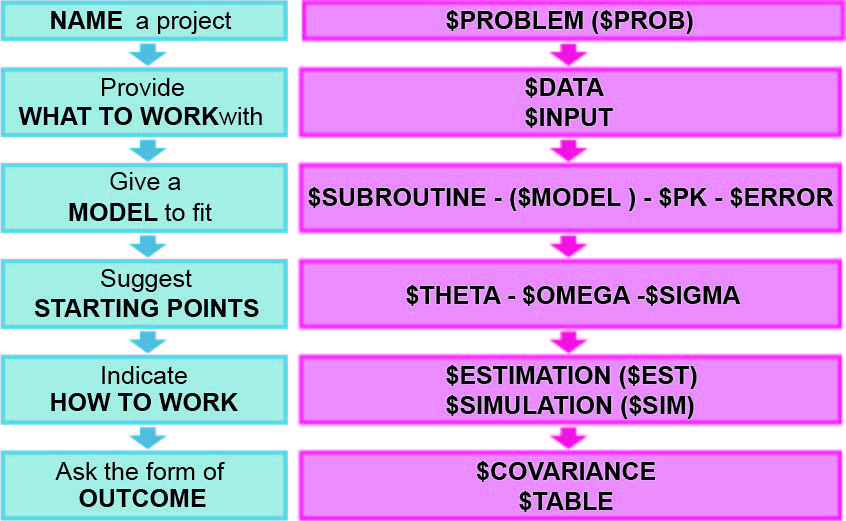 NAME a project
$PROBLEM ($PROB)
Provide
WHAT TO WORKwith
$DATA
$INPUT
Give a
MODEL to fit
$SUBROUTINE - ($MODEL ) - $PK - $ERROR
Suggest
STARTING POINTS
$THETA - $OMEGA -$SIGMA
Indicate
HOW TO WORK
$ESTIMATION ($EST)
$SIMULATION ($SIM)
Ask the form of
OUTCOME
$COVARIANCE
$TABLE